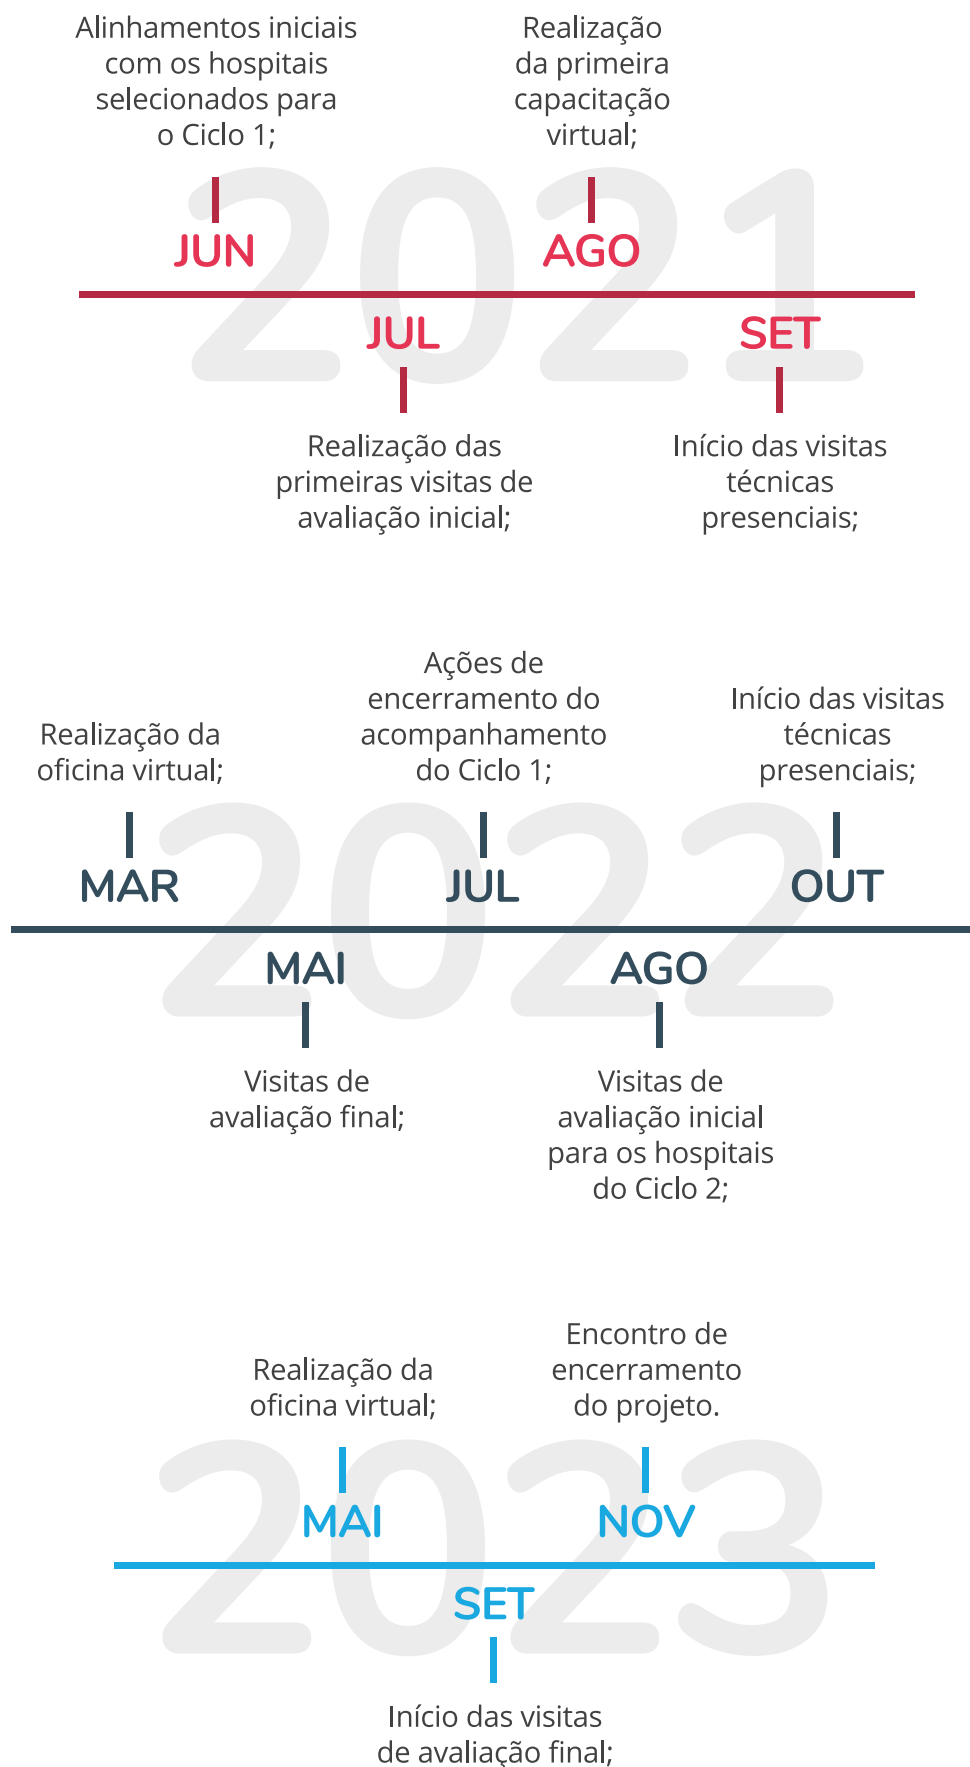 Alinhamentos iniciais
com os hospitais
selecionados para
o Ciclo 1;
JUN
Realização das
primeiras visitas de
avaliação inicial;
JUL
Realização
da primeira
capacitação
virtual;
AGO
Início das visitas
técnicas
presenciais;
SET
2021
Realização da
oficina virtual;
MAR
Visitas de
avaliação final;
MAI
Ações de
encerramento do
acompanhamento
do Ciclo 1;
JUL
Visitas de
avaliação inicial
para os hospitais
do Ciclo 2;
AGO
Início das visitas
técnicas
presenciais;
OUT
2022
Realização da
oficina virtual;
MAI
Início das visitas
de avaliação final;
SET
Encontro de
encerramento
do projeto.
NOV
2023